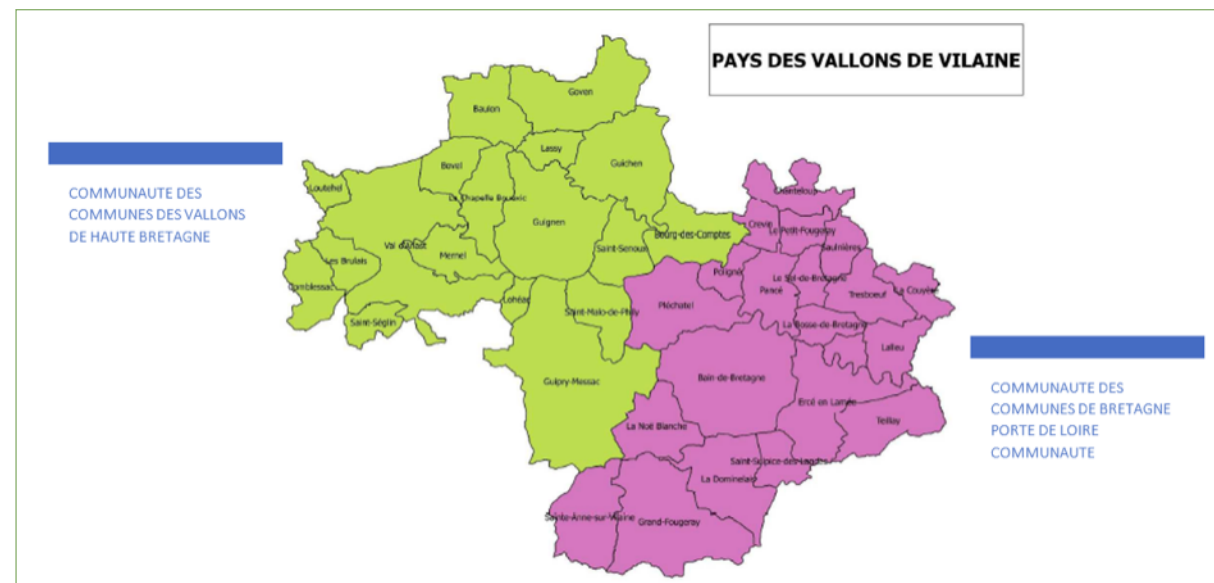 PAYS DES VALLONS DE VILAINE
COMMUNAUTE DES
COMMUNES DES VALLONS
DE HAUTE BRETAGNE
Goven
Baulon
Lassy
Guichen
Bovel
Loutehel
La Chapelle Bouëxic
Guignen
Val d'Anast
Mernel
Saint-Senoux
Bourg-des-Comptes
Les Brulais
Comblessac
Saint-Séglin
Lohéac
Saint-Malo-de-Phily
Guipry-Messac
Chanteloup
Crevin
Le Petit-Fougeray
Saulnières
Poligné
Le Sel-de-Bretagne
Pancé
Tresbœuf
La Couyère
Pléchatel
La Bosse-de-Bretagne
Lalleu
Bain-de-Bretagne
Ercé en Lamée
Teillay
La Noë Blanche
Saint-Sulpice-des-Landes
La Dominelais
Sainte-Anne-sur-Vilaine
Grand-Fougeray
COMMUNAUTE DES
COMMUNES DE BRETAGNE
PORTE DE LOIRE
COMMUNAUTE